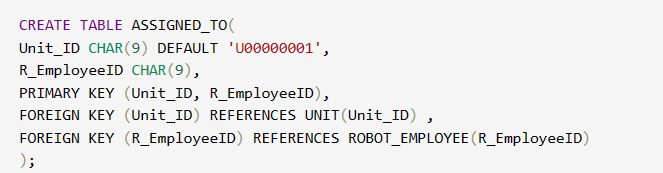 CREATE TABLE ASSIGNED_TO(
Unit_ID CHAR(9) DEFAULT 'U00000001',
R_EmployeeID CHAR(9),
PRIMARY KEY (Unit_ID, R_EmployeeID),
FOREIGN KEY (Unit_ID) REFERENCES UNIT(Unit_ID) ,
FOREIGN KEY (R_EmployeeID) REFERENCES ROBOT_EMPLOYEE(R_EmployeeID)
);